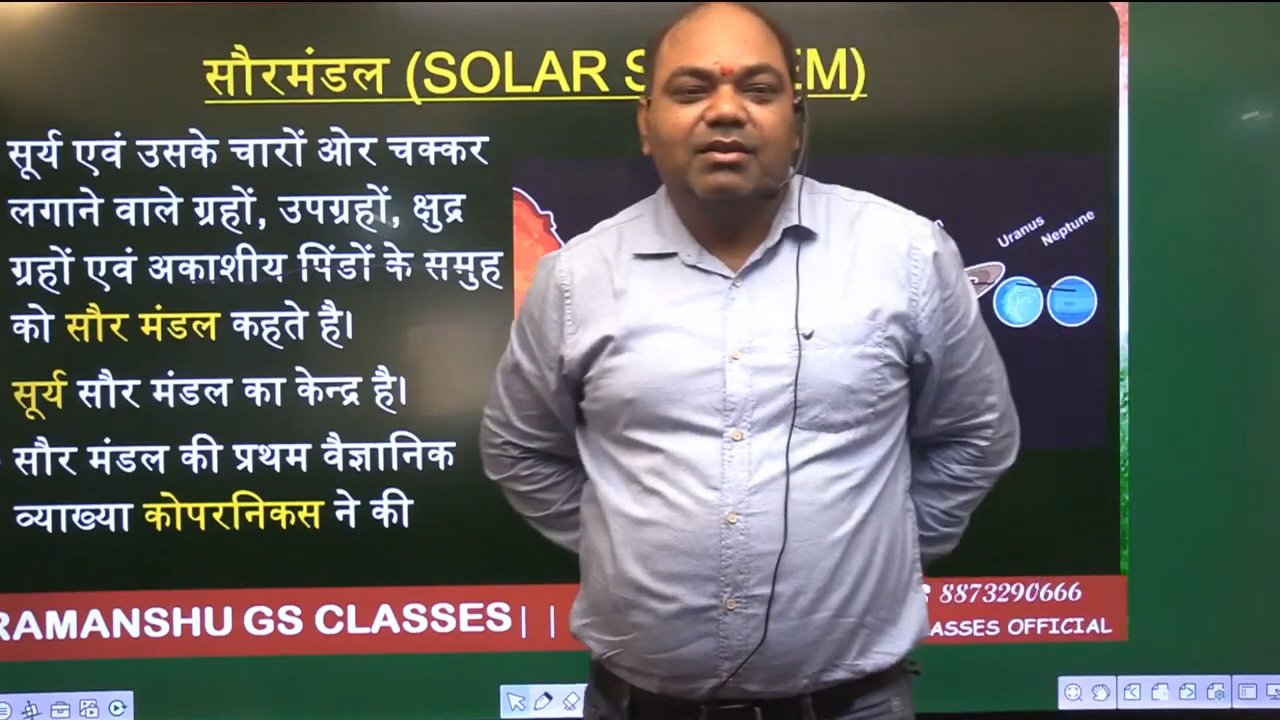 सौरमंडल (SOLAR S EM)
सूर्य एवं उसके चारों ओर चक्कर
लगाने वाले ग्रहों, उपग्रहों, क्षुद्र
ग्रहों एवं अकाशीय पिंडों के समुह
को सौर मंडल कहते है।
सूर्य सौर मंडल का केन्द्र है।
सौर मंडल की प्रथम वैज्ञानिक
व्याख्या कोपरनिकस ने की
Uranus
Neptune
RAMANSHU GS CLASSES||
8873290666
ASSES OFFICIAL